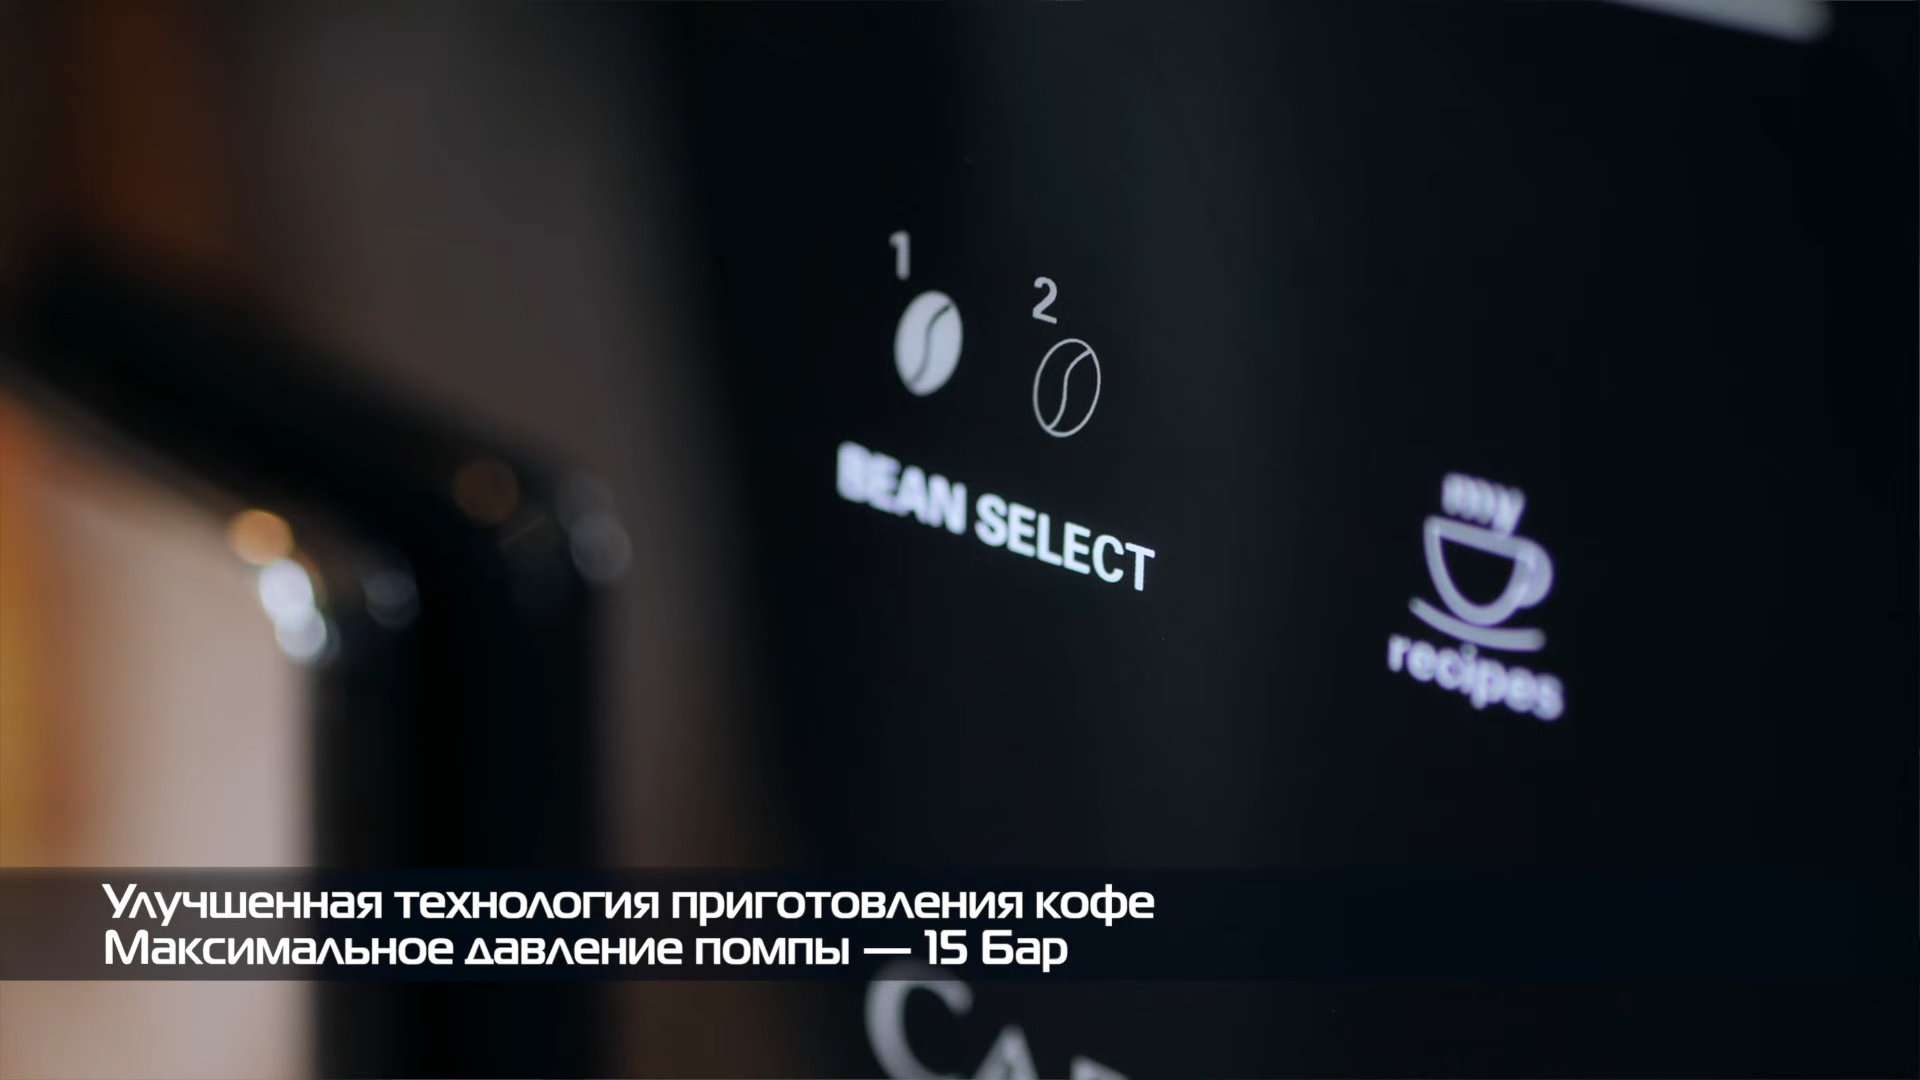 1
2
BEAN SELECT
my
recipes
Улучшенная технология приготовления кофе
Максимальное давление помпы — 15 Бар